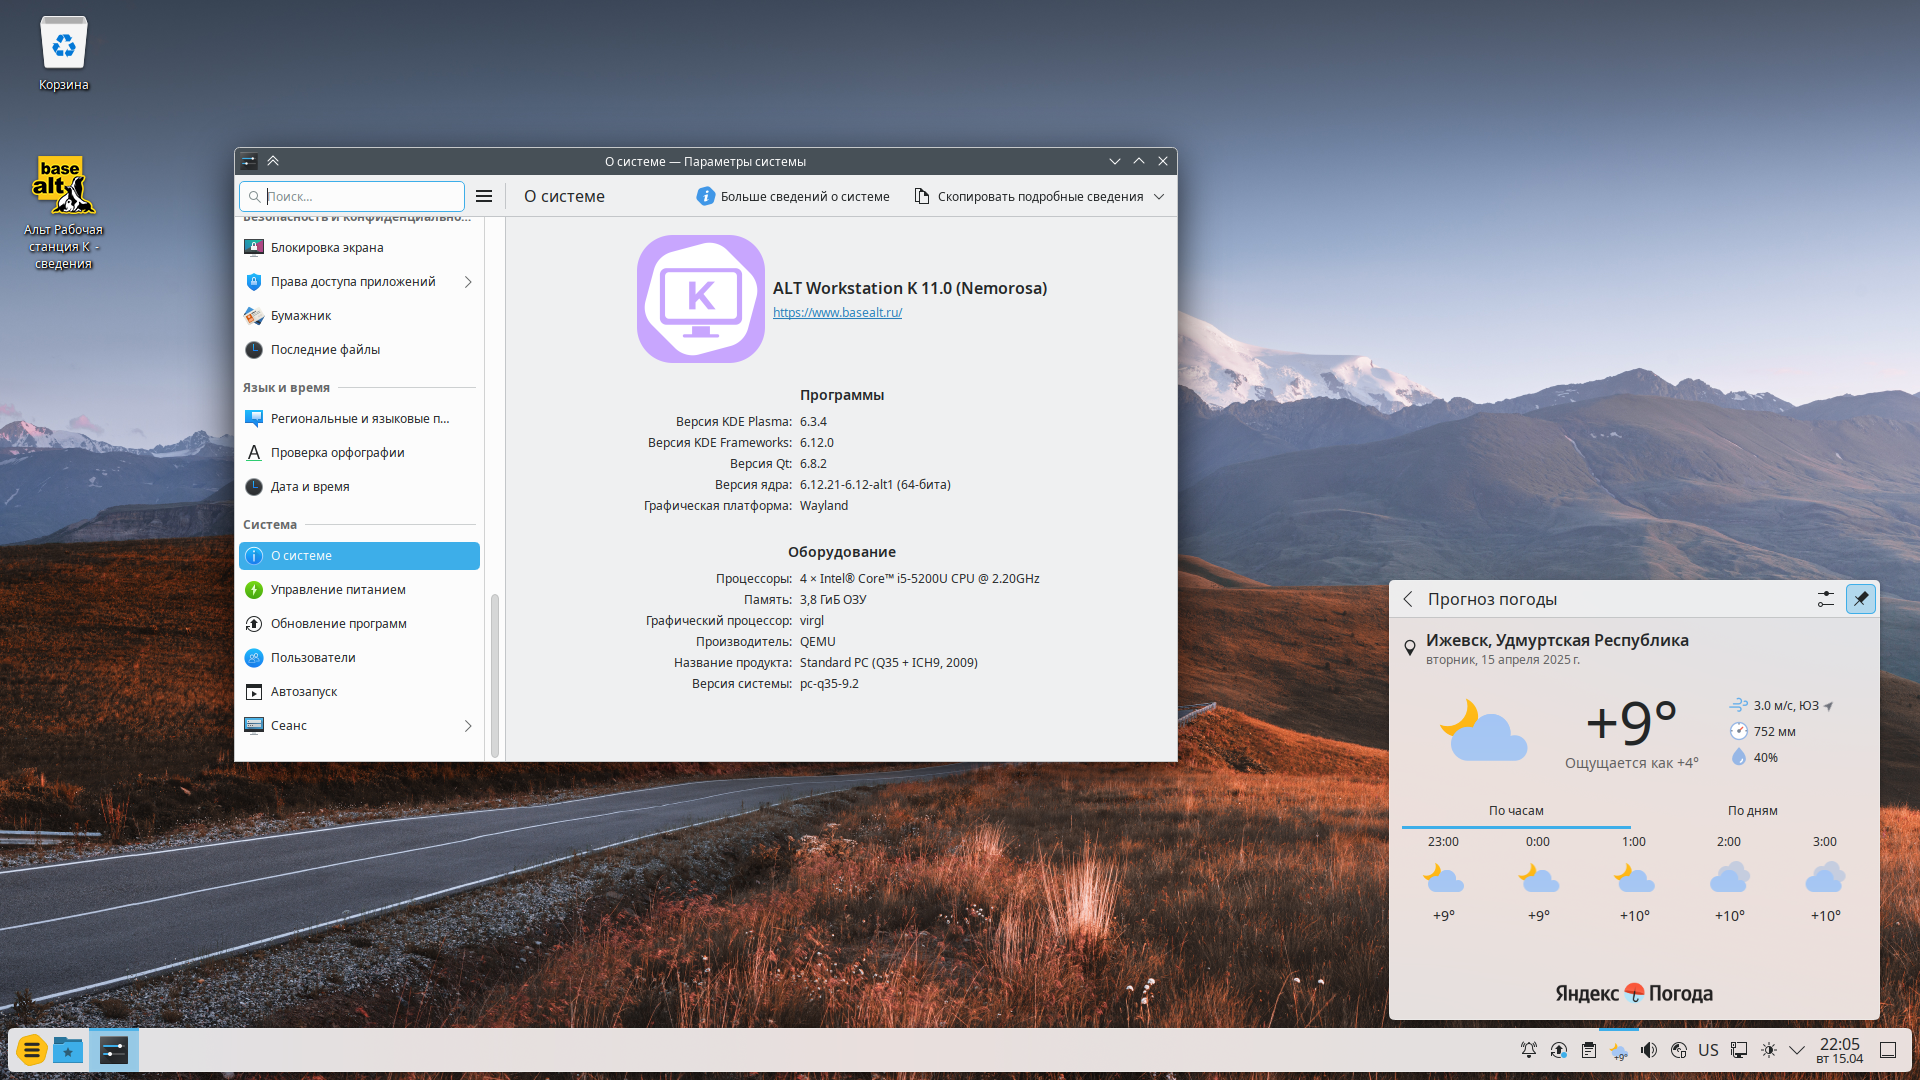 Корзина
base
alt
Альт Рабочая
станция К -
сведения
О системе — Параметры системы
Поиск...
О системе
Больше сведений о системе
Скопировать подробные сведения
Безопасность и конфиденциально...
Блокировка экрана
Права доступа приложений
Бумажник
Последние файлы
Язык и время
Региональные и языковые п...
Проверка орфографии
Дата и время
Система
О системе
Управление питанием
Обновление программ
Пользователи
Автозапуск
Сеанс
K
ALT Workstation K 11.0 (Nemorosa)
https://www.basealt.ru/
Программы
Версия KDE Plasma: 6.3.4
Версия KDE Frameworks: 6.12.0
Версия Qt: 6.8.2
Версия ядра: 6.12.21-6.12-alt1 (64-бита)
Графическая платформа: Wayland
Оборудование
Процессоры: 4 × Intel® Core™ i5-5200U CPU @ 2.20GHz
Память: 3,8 ГиБ ОЗУ
Графический процессор: virgl
Производитель: QEMU
Название продукта: Standard PC (Q35 + ICH9, 2009)
Версия системы: pc-q35-9.2
Прогноз погоды
Ижевск, Удмуртская Республика
вторник, 15 апреля 2025 г.
+9°
Ощущается как +4°
3.0 м/с, ЮЗ
752 мм
40%
По часам По дням
23:00 0:00 1:00 2:00 3:00
+9° +9° +10° +10° +10°
Яндекс Погода
+9°
US
22:05
вт 15.04